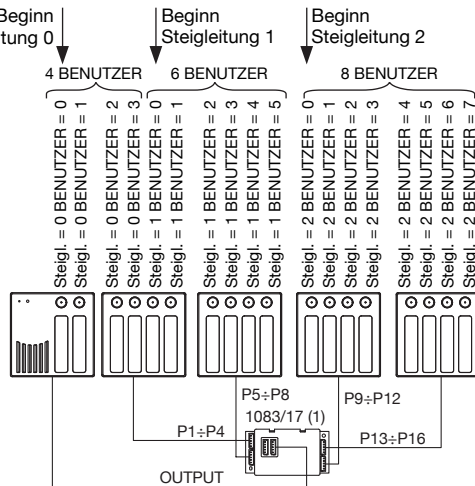 Beginn
tung 0
Beginn
Steigleitung 1
Beginn
Steigleitung 2
4 BENUTZER
6 BENUTZER
8 BENUTZER
Steigl. = 0 BENUTZER = 0
Steigl. = 0 BENUTZER = 1
Steigl. = 0 BENUTZER = 2
Steigl. = 0 BENUTZER = 3
Steigl. = 1 BENUTZER = 0
Steigl. = 1 BENUTZER = 1
Steigl. = 1 BENUTZER = 2
Steigl. = 1 BENUTZER = 3
Steigl. = 1 BENUTZER = 4
Steigl. = 1 BENUTZER = 5
Steigl. = 2 BENUTZER = 0
Steigl. = 2 BENUTZER = 1
Steigl. = 2 BENUTZER = 2
Steigl. = 2 BENUTZER = 3
Steigl. = 2 BENUTZER = 4
Steigl. = 2 BENUTZER = 5
Steigl. = 2 BENUTZER = 6
Steigl. = 2 BENUTZER = 7
P5÷P8
P9÷P12
1083/17 (1)
P1÷P4
P13÷P16
OUTPUT